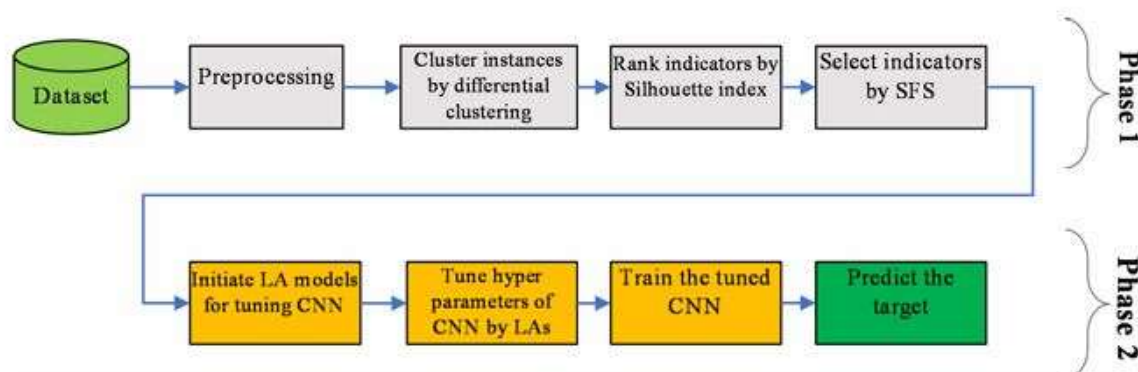 Dataset
Preprocessing
Cluster instances
by differential
clustering
Rank indicators by
Silhouette index
Select indicators
by SFS
Phase 1
Initiate LA models
for tuning CNN
Tune hyper
parameters of
CNN by LAs
Train the tuned
CNN
Predict the
target
Phase 2